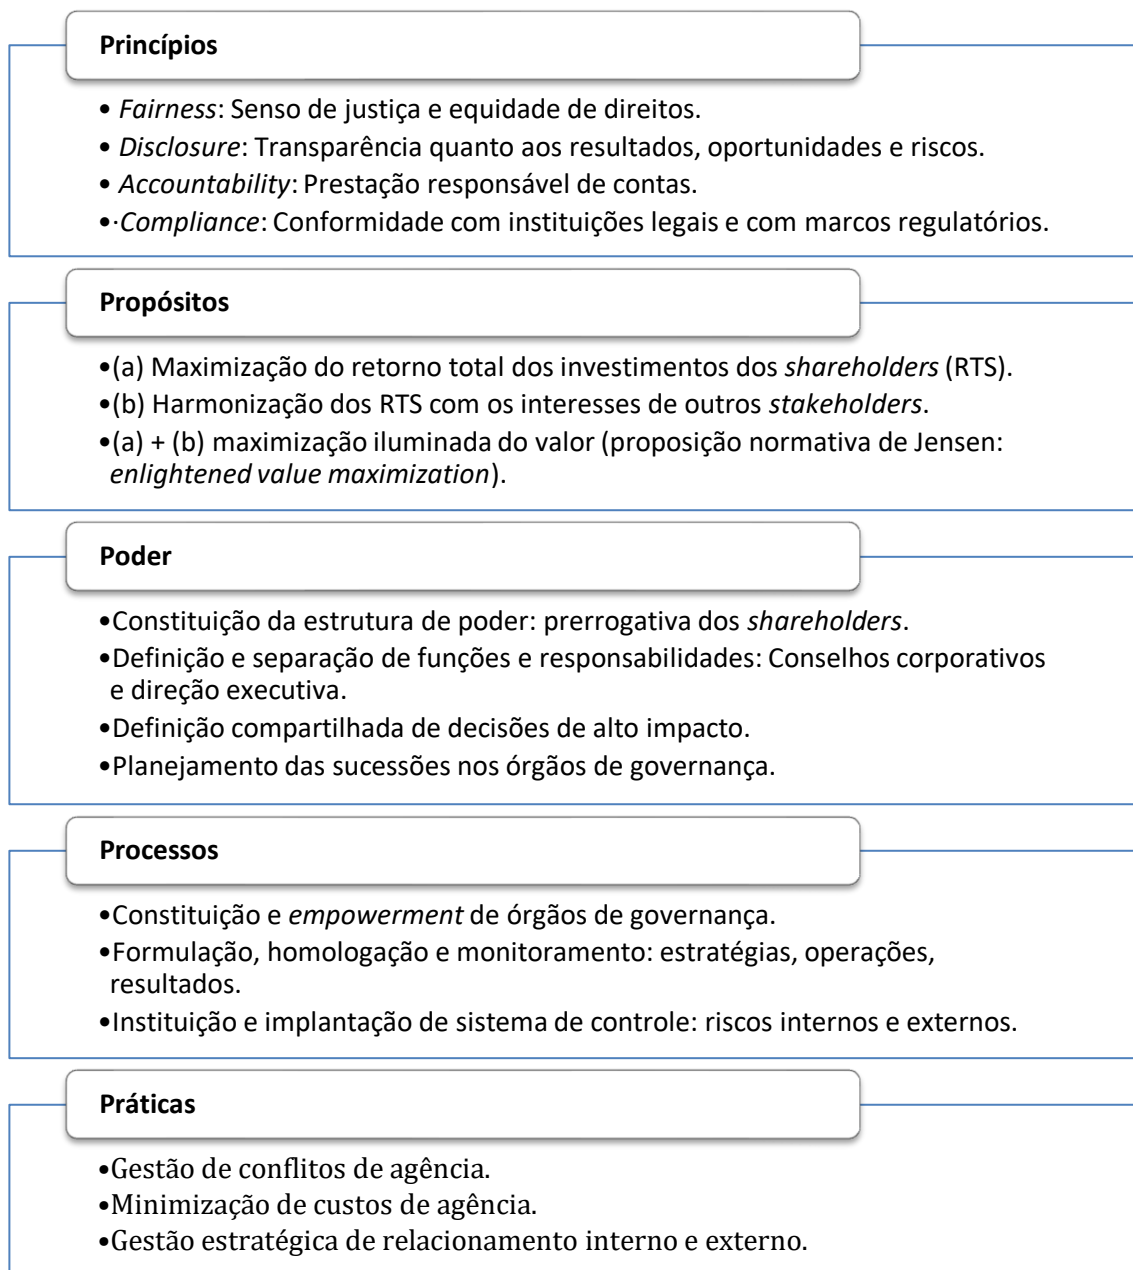 Princípios
• Fairness: Senso de justiça e equidade de direitos.
• Disclosure: Transparência quanto aos resultados, oportunidades e riscos.
• Accountability: Prestação responsável de contas.
•·Compliance: Conformidade com instituições legais e com marcos regulatórios.
Propósitos
•(a) Maximização do retorno total dos investimentos dos shareholders (RTS).
•(b) Harmonização dos RTS com os interesses de outros stakeholders.
•(a) + (b) maximização iluminada do valor (proposição normativa de Jensen:
enlightened value maximization).
Poder
•Constituição da estrutura de poder: prerrogativa dos shareholders.
•Definição e separação de funções e responsabilidades: Conselhos corporativos
e direção executiva.
•Definição compartilhada de decisões de alto impacto.
•Planejamento das sucessões nos órgãos de governança.
Processos
•Constituição e empowerment de órgãos de governança.
•Formulação, homologação e monitoramento: estratégias, operações,
resultados.
•Instituição e implantação de sistema de controle: riscos internos e externos.
Práticas
•Gestão de conflitos de agência.
•Minimização de custos de agência.
•Gestão estratégica de relacionamento interno e externo.